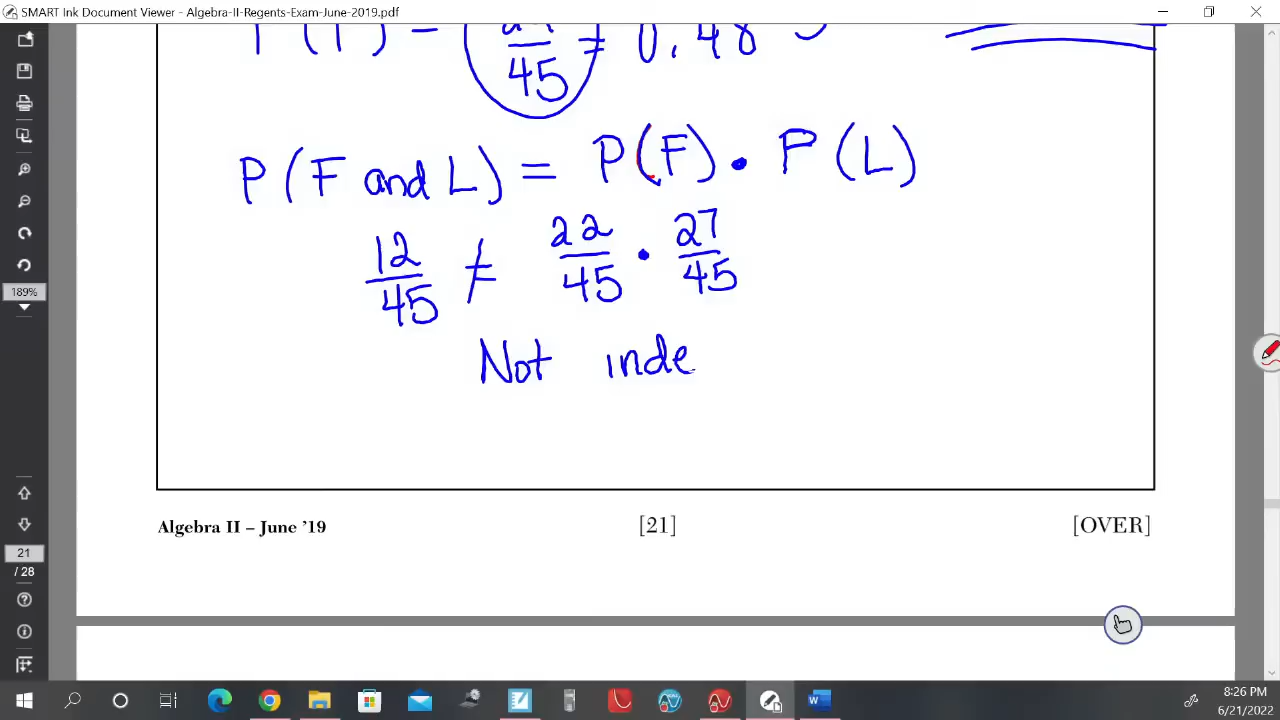 SMART Ink Document Viewer - Algebra-II-Regents-Exam-June-2019.pdf
45 = 0.48
P(F and L) = P(F) • P(L)
12/45 ≠ 22/45 • 27/45
Not inde
189%
Algebra II – June ’19 [21] [OVER]
21
/ 28
8:26 PM
6/21/2022